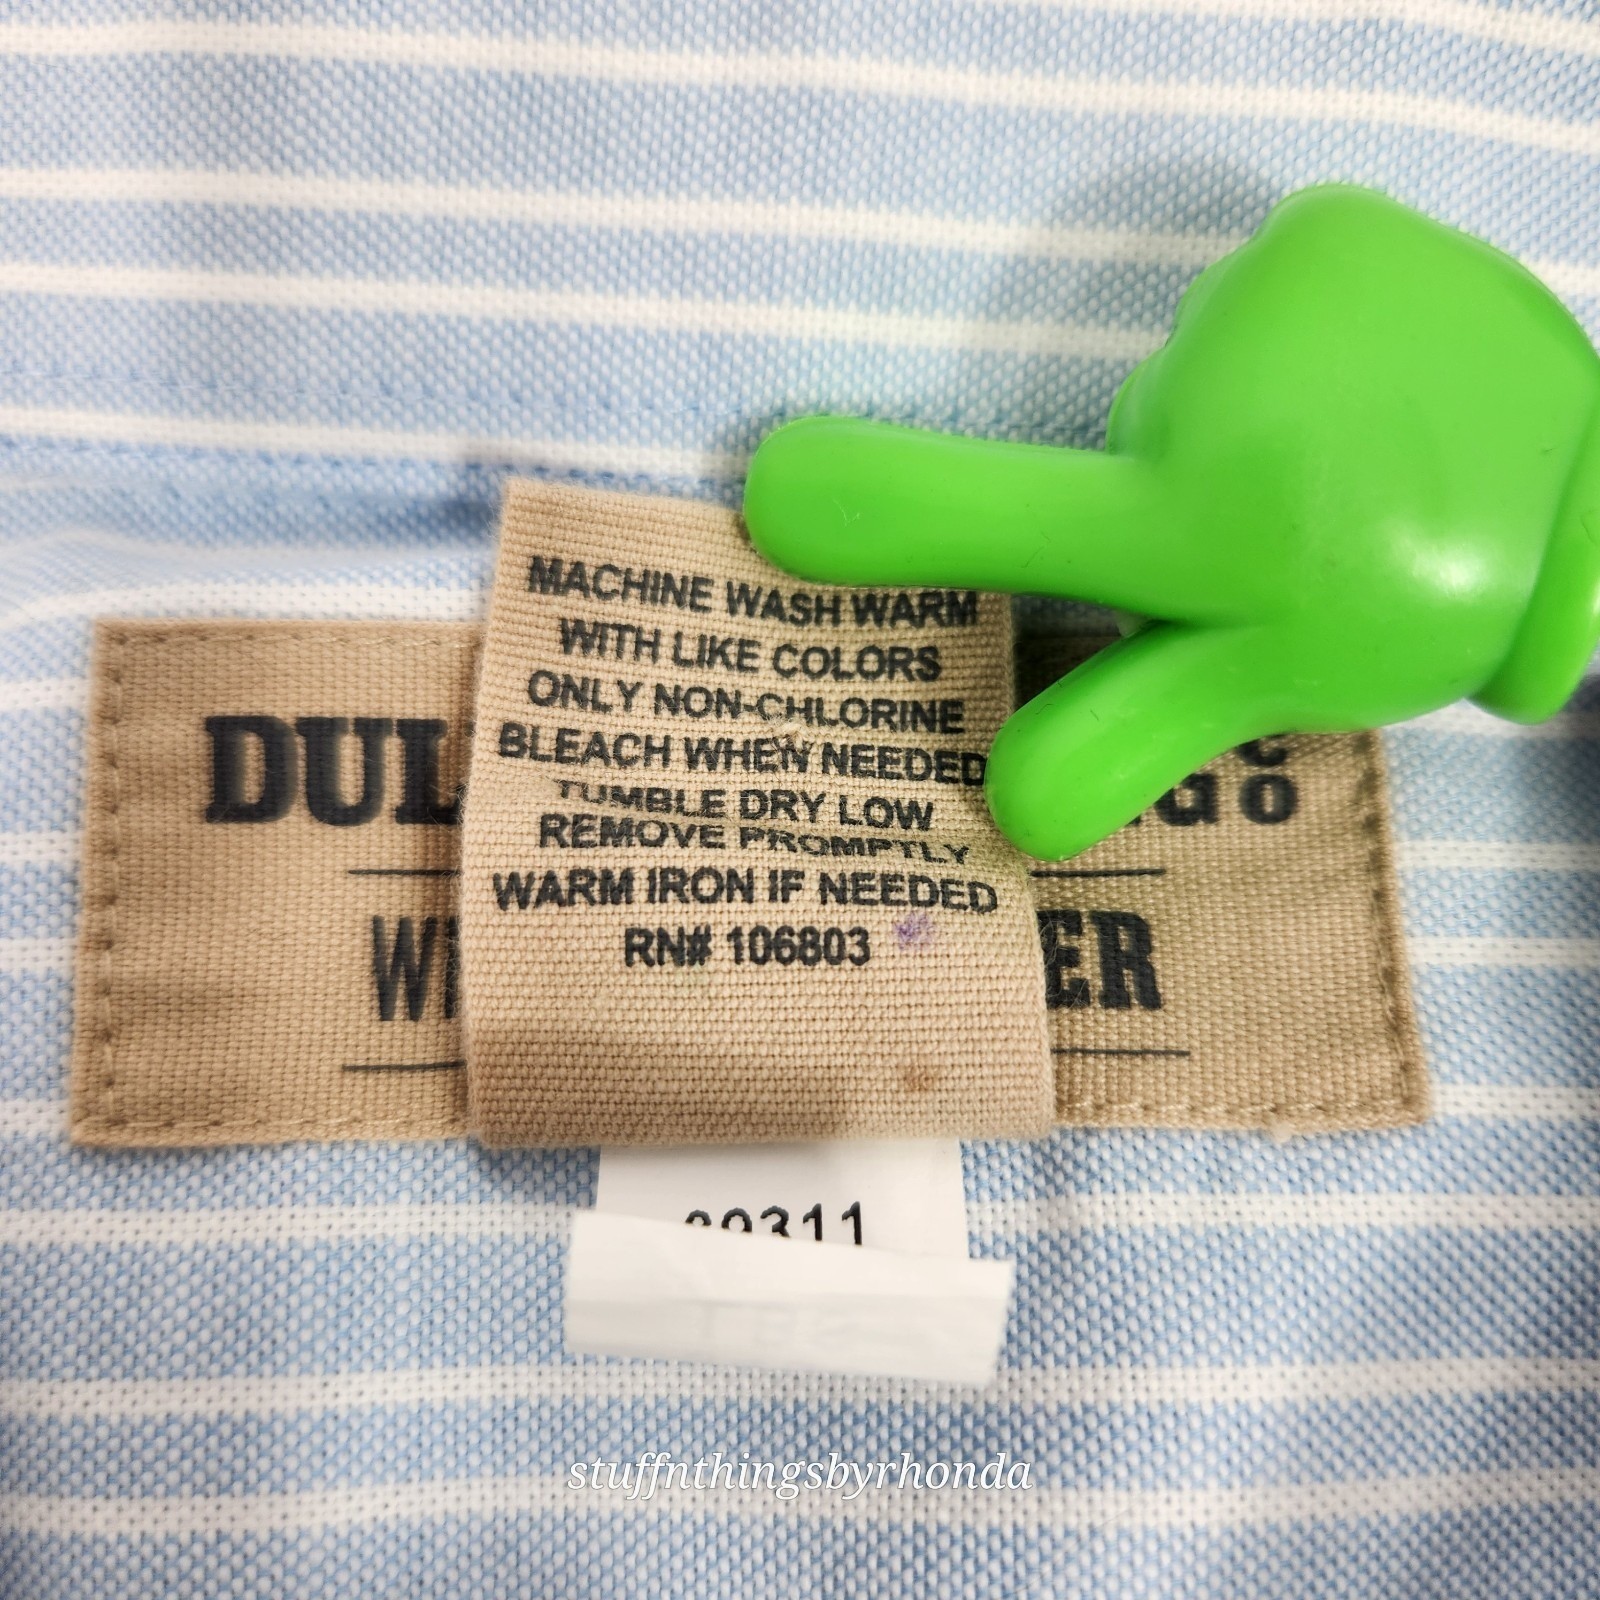 MACHINE WASH WARM
WITH LIKE COLORS
ONLY NON-CHLORINE
BLEACH WHEN NEEDED
TUMBLE DRY LOW
REMOVE PROMPTLY
WARM IRON IF NEEDED
RN# 106803
stuffnthingsbyrhonda